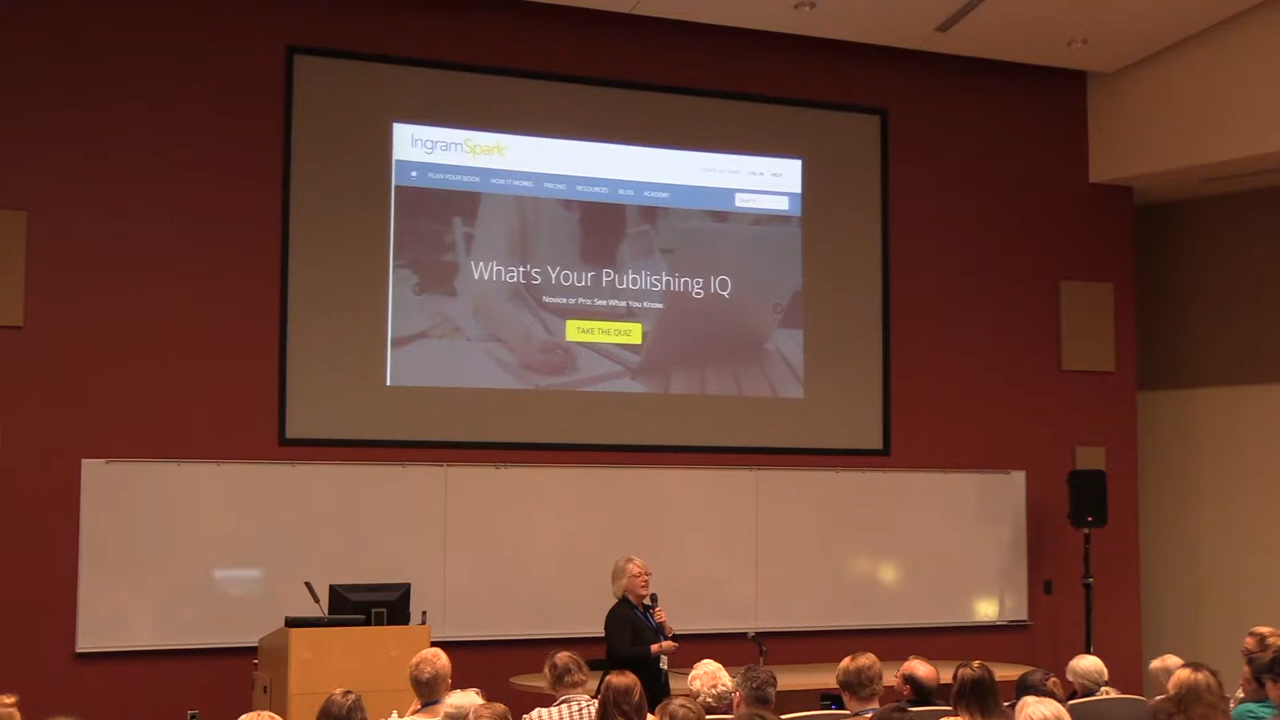 IngramSpark
LOG IN HELP
PLAN YOUR BOOK HOW IT WORKS PRICING RESOURCES BLOG ACADEMY
What's Your Publishing IQ
Novice or Pro: See What You Know.
TAKE THE QUIZ